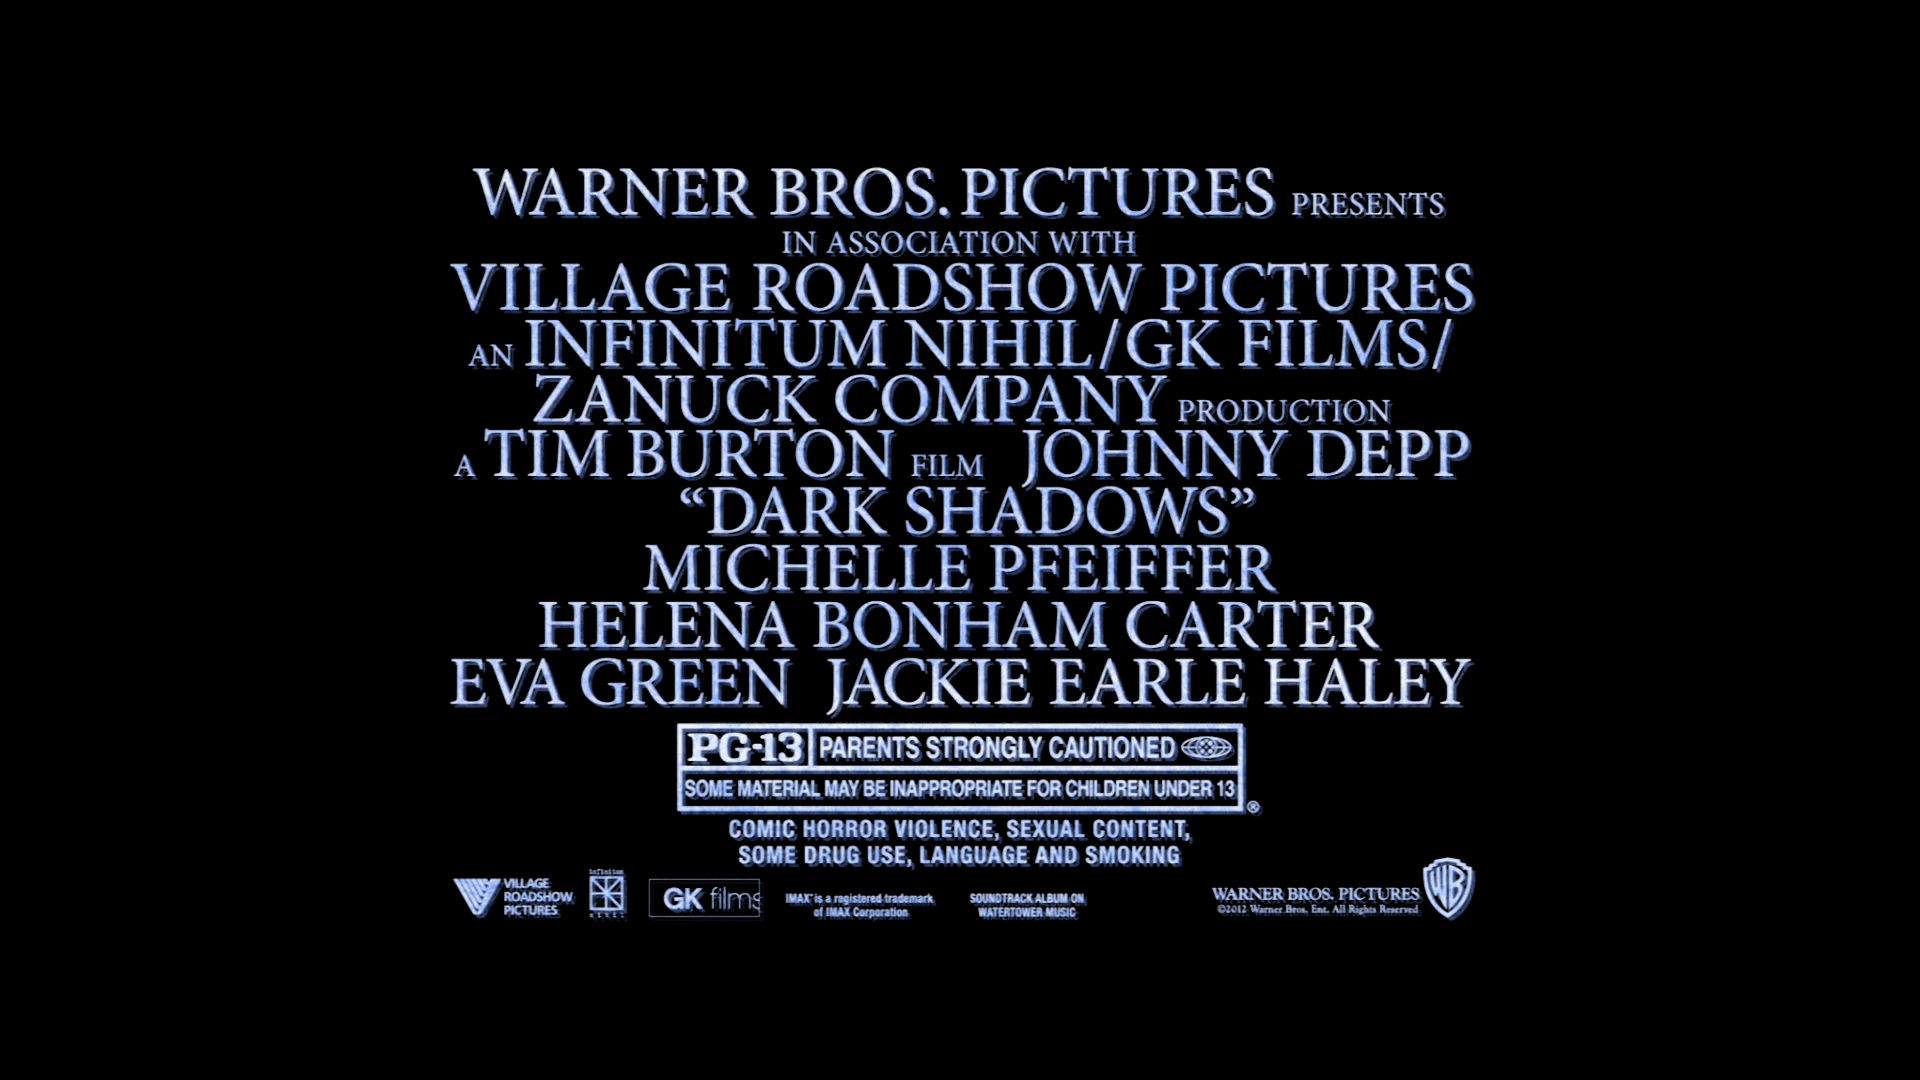 WARNER BROS. PICTURES PRESENTS
IN ASSOCIATION WITH
VILLAGE ROADSHOW PICTURES
AN INFINITUM NIHIL/GK FILMS/
ZANUCK COMPANY PRODUCTION
A TIM BURTON FILM JOHNNY DEPP
“DARK SHADOWS”
MICHELLE PFEIFFER
HELENA BONHAM CARTER
EVA GREEN JACKIE EARLE HALEY
PG-13 PARENTS STRONGLY CAUTIONED
SOME MATERIAL MAY BE INAPPROPRIATE FOR CHILDREN UNDER 13
®
COMIC HORROR VIOLENCE, SEXUAL CONTENT,
SOME DRUG USE, LANGUAGE AND SMOKING
VILLAGE
ROADSHOW
PICTURES
infinitum
NIHIL
GK films
IMAX® is a registered trademark
of IMAX Corporation
SOUNDTRACK ALBUM ON
WATERTOWER MUSIC
WARNER BROS. PICTURES
©2012 Warner Bros. Ent. All Rights Reserved
WB